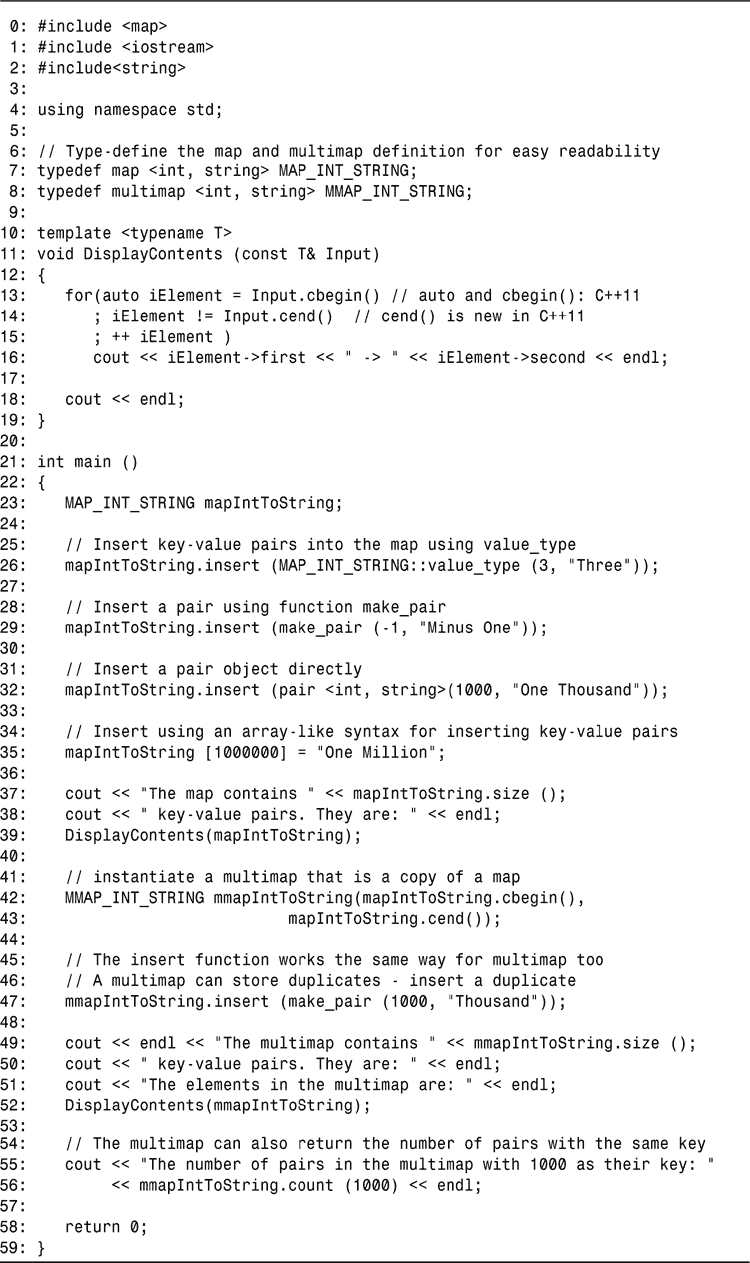 0: #include <map>
1: #include <iostream>
2: #include<string>
3:
4: using namespace std;
5:
6: // Type-define the map and multimap definition for easy readability
7: typedef map <int, string> MAP_INT_STRING;
8: typedef multimap <int, string> MMAP_INT_STRING;
9:
10: template <typename T>
11: void DisplayContents (const T& Input)
12: {
13:    for(auto iElement = Input.cbegin() // auto and cbegin(): C++11
14:       ; iElement != Input.cend()  // cend() is new in C++11
15:       ; ++ iElement )
16:       cout << iElement->first << " -> " << iElement->second << endl;
17:
18:    cout << endl;
19: }
20:
21: int main ()
22: {
23:    MAP_INT_STRING mapIntToString;
24:
25:    // Insert key-value pairs into the map using value_type
26:    mapIntToString.insert (MAP_INT_STRING::value_type (3, "Three"));
27:
28:    // Insert a pair using function make_pair
29:    mapIntToString.insert (make_pair (-1, "Minus One"));
30:
31:    // Insert a pair object directly
32:    mapIntToString.insert (pair <int, string>(1000, "One Thousand"));
33:
34:    // Insert using an array-like syntax for inserting key-value pairs
35:    mapIntToString [1000000] = "One Million";
36:
37:    cout << "The map contains " << mapIntToString.size ();
38:    cout << " key-value pairs. They are: " << endl;
39:    DisplayContents(mapIntToString);
40:
41:    // instantiate a multimap that is a copy of a map
42:    MMAP_INT_STRING mmapIntToString(mapIntToString.cbegin(),
43:                            mapIntToString.cend());
44:
45:    // The insert function works the same way for multimap too
46:    // A multimap can store duplicates - insert a duplicate
47:    mmapIntToString.insert (make_pair (1000, "Thousand"));
48:
49:    cout << endl << "The multimap contains " << mmapIntToString.size ();
50:    cout << " key-value pairs. They are: " << endl;
51:    cout << "The elements in the multimap are: " << endl;
52:    DisplayContents(mmapIntToString);
53:
54:    // The multimap can also return the number of pairs with the same key
55:    cout << "The number of pairs in the multimap with 1000 as their key: "
56:         << mmapIntToString.count (1000) << endl;
57:
58:    return 0;
59: }